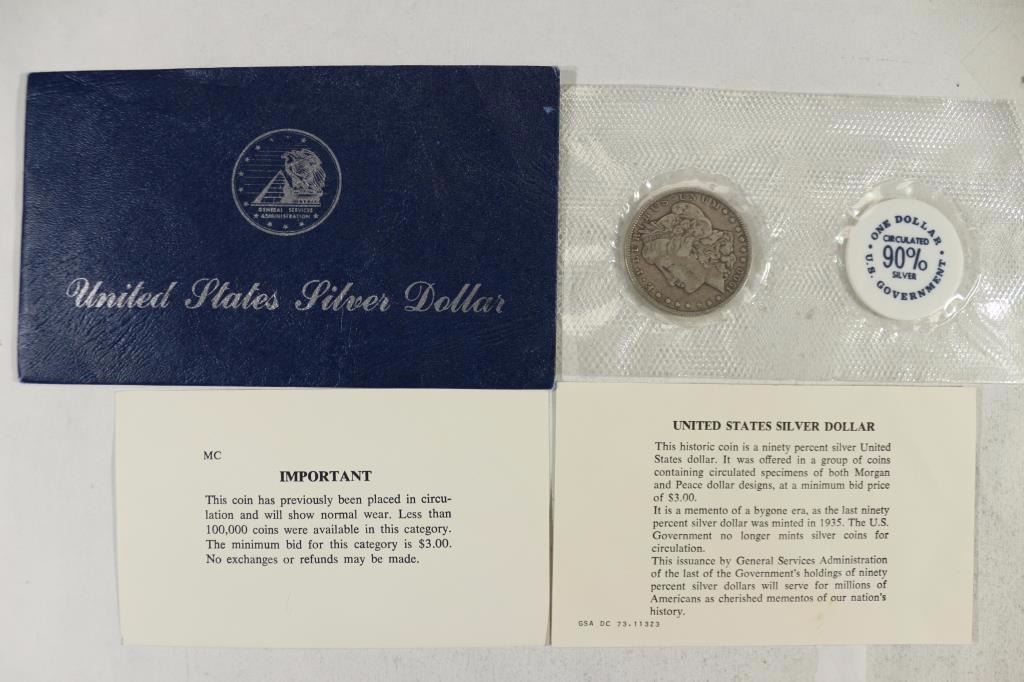 GENERAL SERVICES
ADMINISTRATION
United States Silver Dollar
ONE DOLLAR
CIRCULATED
90%
SILVER
U.S. GOVERNMENT
MC
IMPORTANT
This coin has previously been placed in circu-
lation and will show normal wear. Less than
100,000 coins were available in this category.
The minimum bid for this category is $3.00.
No exchanges or refunds may be made.
UNITED STATES SILVER DOLLAR
This historic coin is a ninety percent silver United
States dollar. It was offered in a group of coins
containing circulated specimens of both Morgan
and Peace dollar designs, at a minimum bid price
of $3.00.
It is a memento of a bygone era, as the last ninety
percent silver dollar was minted in 1935. The U.S.
Government no longer mints silver coins for
circulation.
This issuance by General Services Administration
of the last of the Government's holdings of ninety
percent silver dollars will serve for millions of
Americans as cherished mementos of our nation's
history.
GSA DC 73-11323